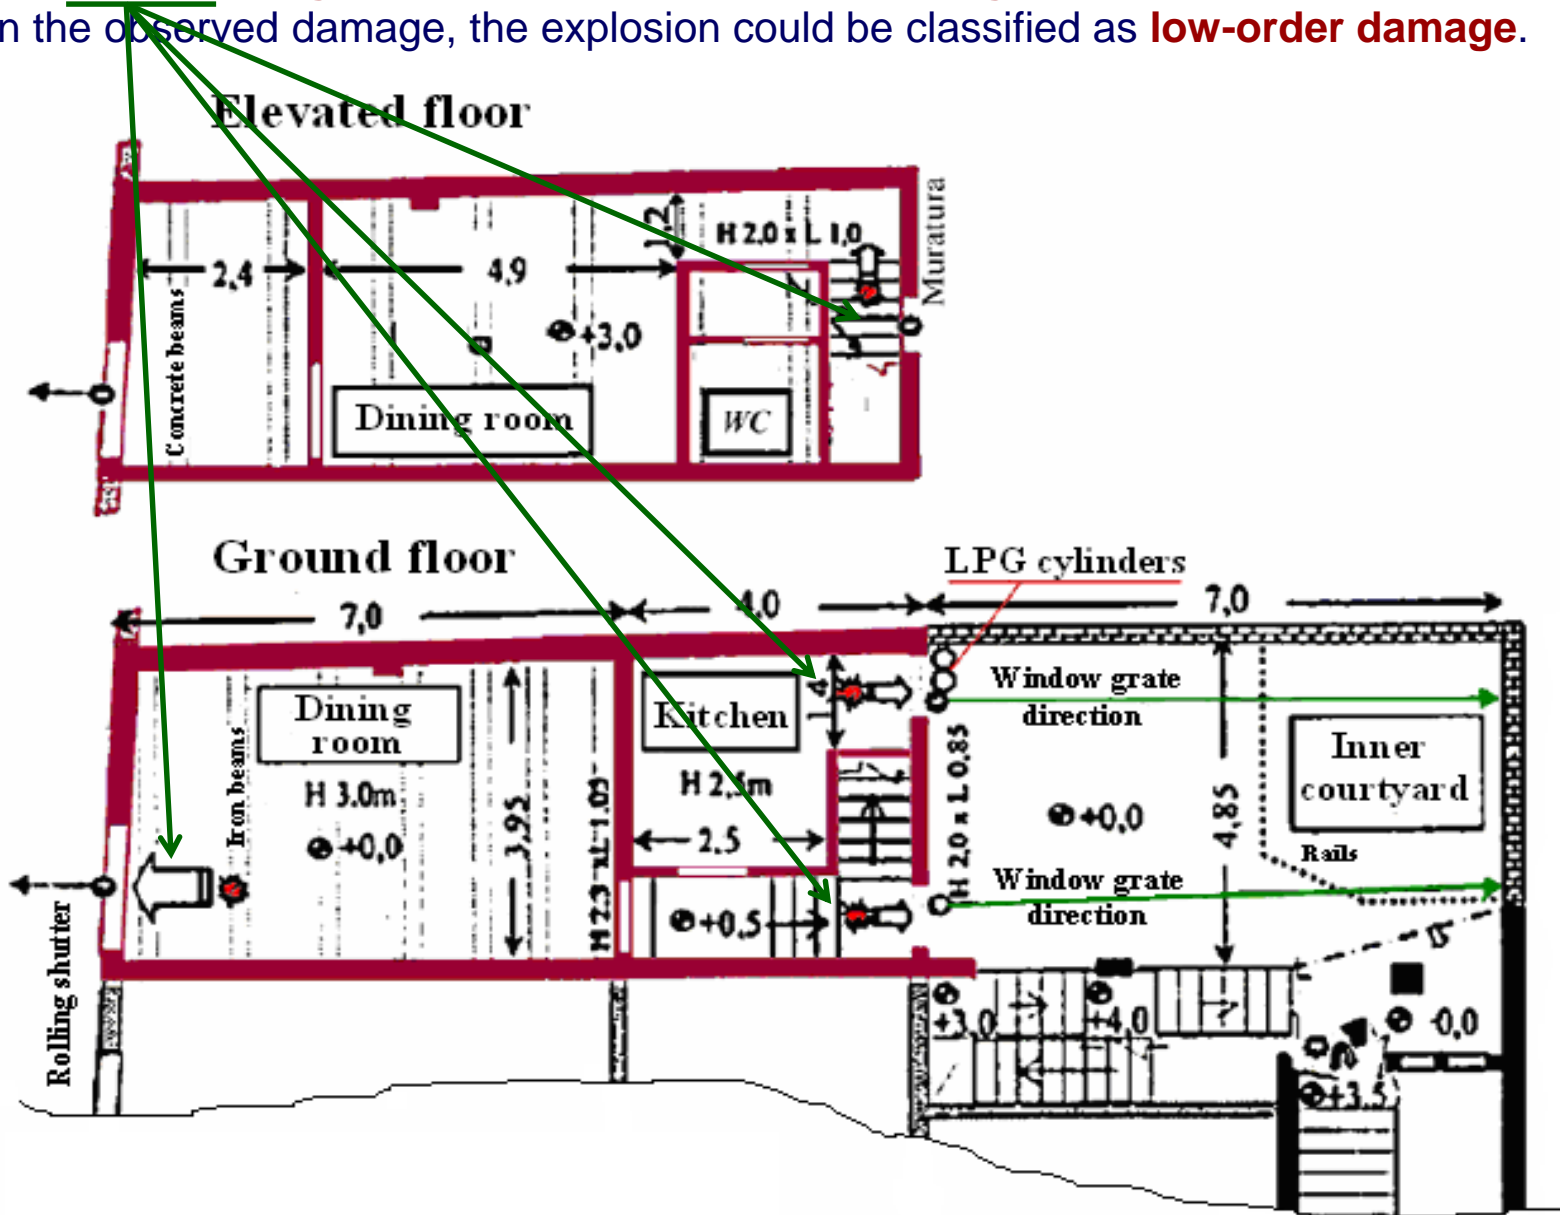 n the observed damage, the explosion could be classified as low-order damage.
Elevated floor
Muratura
1,2
H 2,0 x L 1,0
2,4
4,9
Concrete beams
+3,0
Dining room
WC
Ground floor
LPG cylinders
7,0
4,0
7,0
Window grate
direction
Dining
room
Kitchen
Inner
courtyard
Iron beams
H 3.0m
H 2,5m
H 2,0 x L 0,85
+0,0
3,95
2.5
+0,0
4,85
Rails
Window grate
direction
+0,5
Rolling shutter
+3,0
+4,0
+3,5